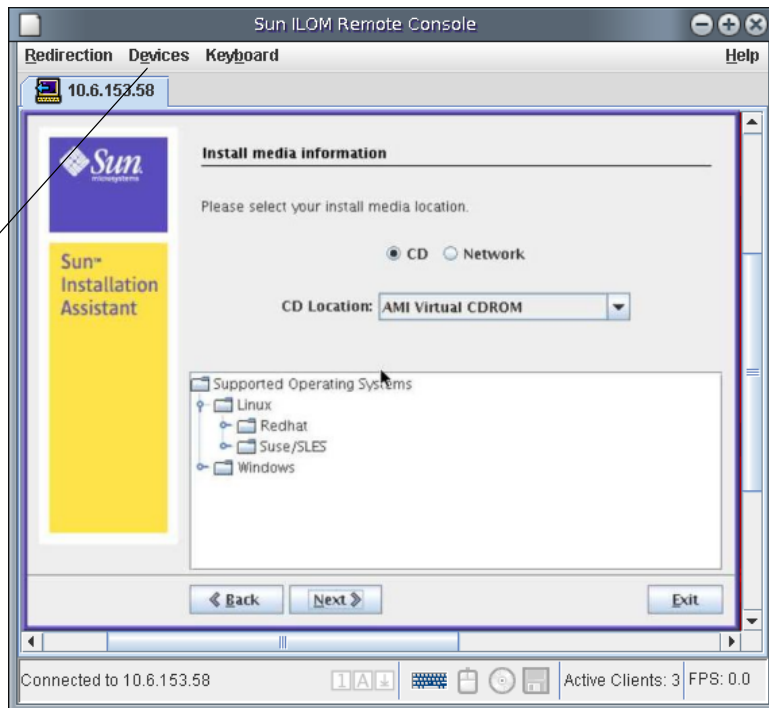 Sun ILOM Remote Console
Redirection Devices Keyboard Help
10.6.153.58
Sun
microsystems
Sun™
Installation
Assistant
Install media information
Please select your install media location.
CD Network
CD Location: AMI Virtual CDROM
Supported Operating Systems
Linux
Redhat
Suse/SLES
Windows
Back Next Exit
Connected to 10.6.153.58 1 A Active Clients: 3 FPS: 0.0